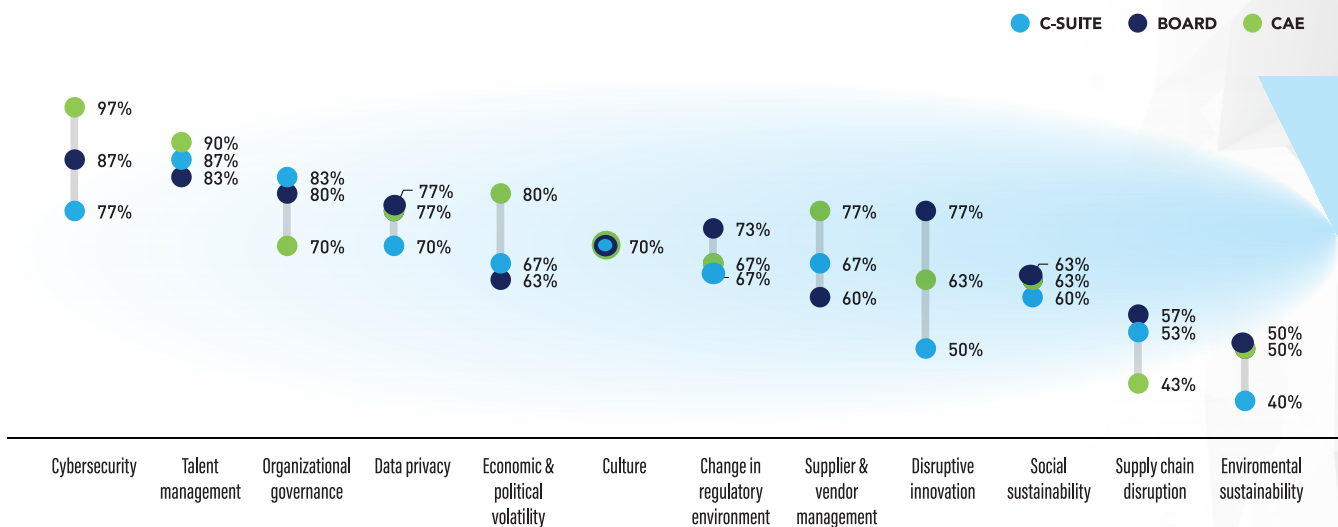 C-SUITE BOARD CAE
97%
87%
77%
90%
87%
83%
83%
80%
70%
77%
77%
70%
80%
67%
63%
70%
73%
67%
67%
77%
67%
60%
77%
63%
50%
63%
63%
60%
57%
53%
43%
50%
50%
40%
Cybersecurity
Talent
management
Organizational
governance
Data privacy
Economic &
political
volatility
Culture
Change in
regulatory
environment
Supplier &
vendor
management
Disruptive
innovation
Social
sustainability
Supply chain
disruption
Enviromental
sustainability